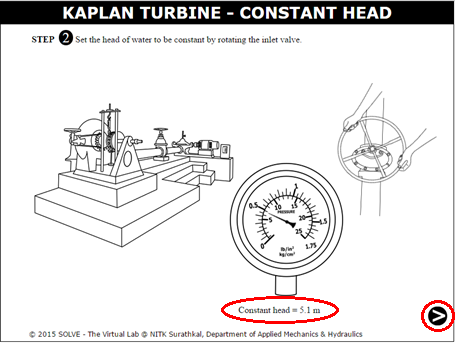 KAPLAN TURBINE - CONSTANT HEAD
STEP 2 Set the head of water to be constant by rotating the inlet valve.
1
0.5 10 15
PRESSURE
5 20 1.5
25
0 lb/in² 1.75
kg/cm²
Constant head = 5.1 m
>
© 2015 SOLVE - The Virtual Lab @ NITK Surathkal, Department of Applied Mechanics & Hydraulics